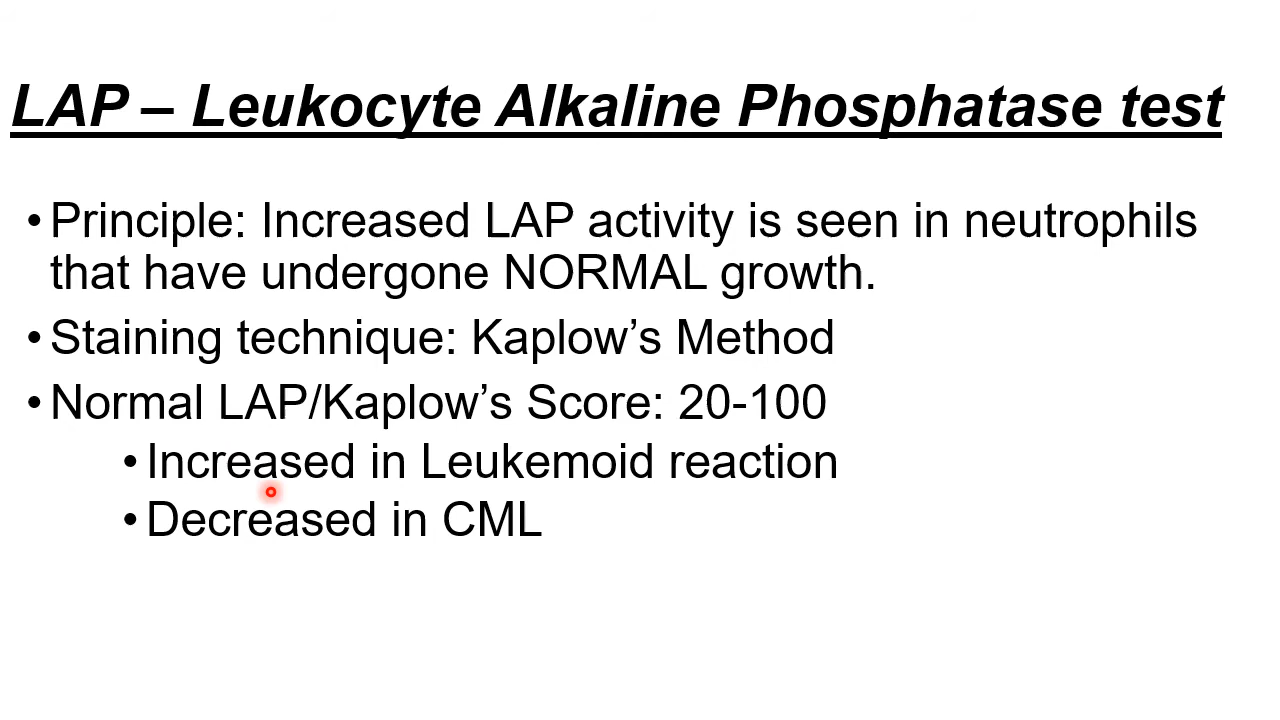 LAP – Leukocyte Alkaline Phosphatase test
•Principle: Increased LAP activity is seen in neutrophils
that have undergone NORMAL growth.
•Staining technique: Kaplow’s Method
•Normal LAP/Kaplow’s Score: 20-100
•Increased in Leukemoid reaction
•Decreased in CML